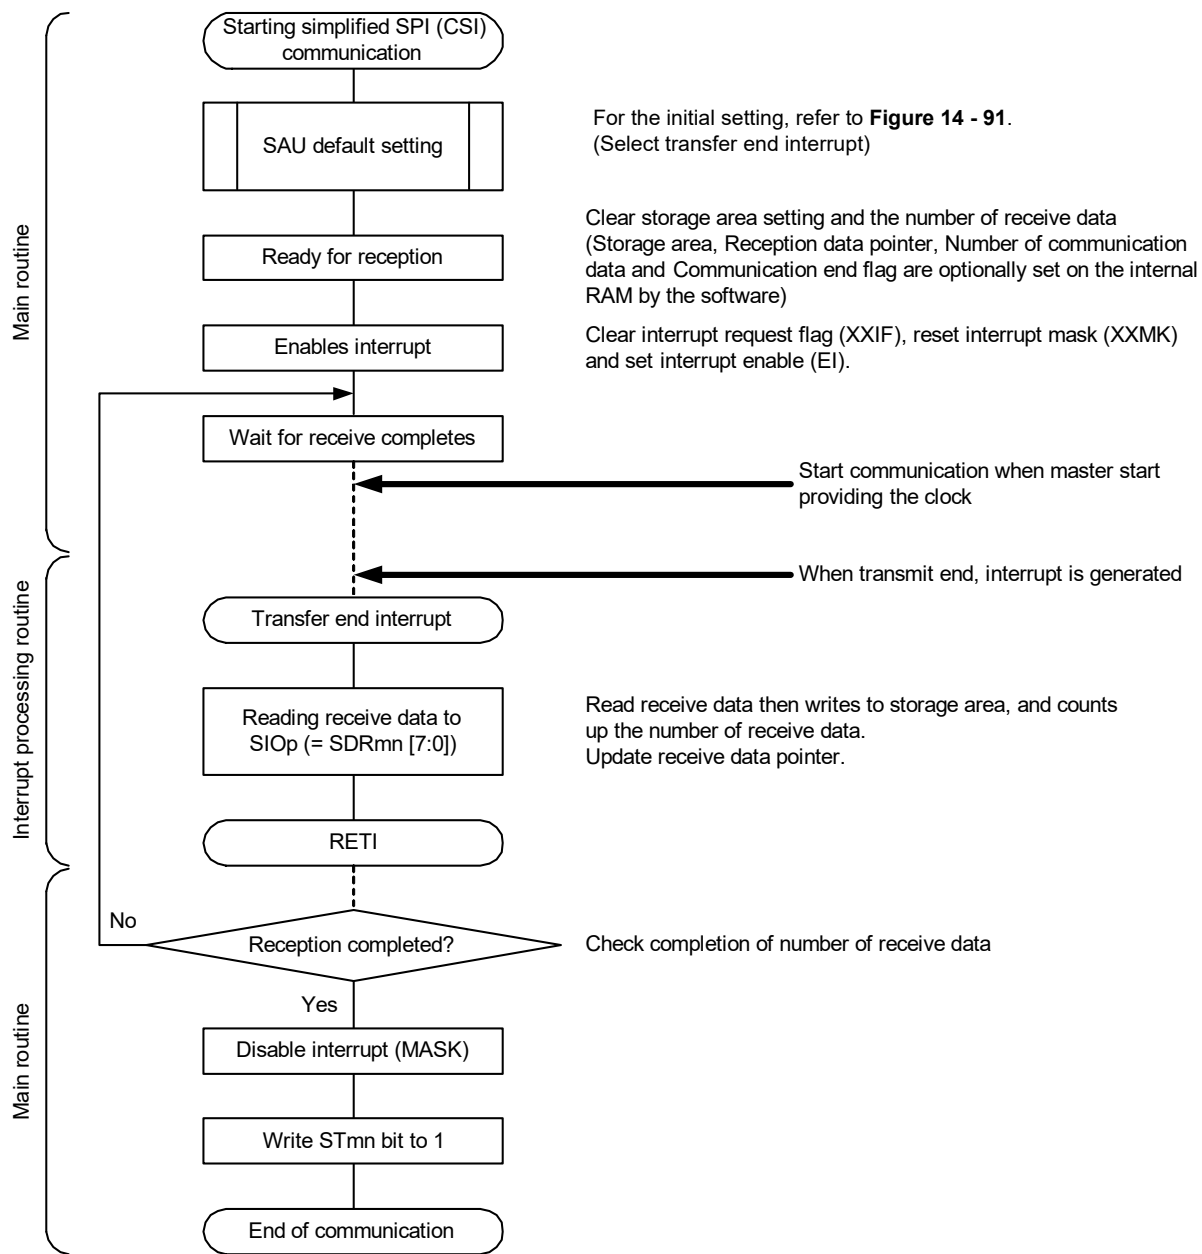 Starting simplified SPI (CSI)
communication
SAU default setting
For the initial setting, refer to Figure 14 - 91.
(Select transfer end interrupt)
Main routine
Ready for reception
Clear storage area setting and the number of receive data
(Storage area, Reception data pointer, Number of communication
data and Communication end flag are optionally set on the internal
RAM by the software)
Enables interrupt
Clear interrupt request flag (XXIF), reset interrupt mask (XXMK)
and set interrupt enable (EI).
Wait for receive completes
Start communication when master start
providing the clock
When transmit end, interrupt is generated
Interrupt processing routine
Transfer end interrupt
Reading receive data to
SIOp (= SDRmn [7:0])
Read receive data then writes to storage area, and counts
up the number of receive data.
Update receive data pointer.
RETI
No
Reception completed?
Check completion of number of receive data
Yes
Main routine
Disable interrupt (MASK)
Write STmn bit to 1
End of communication